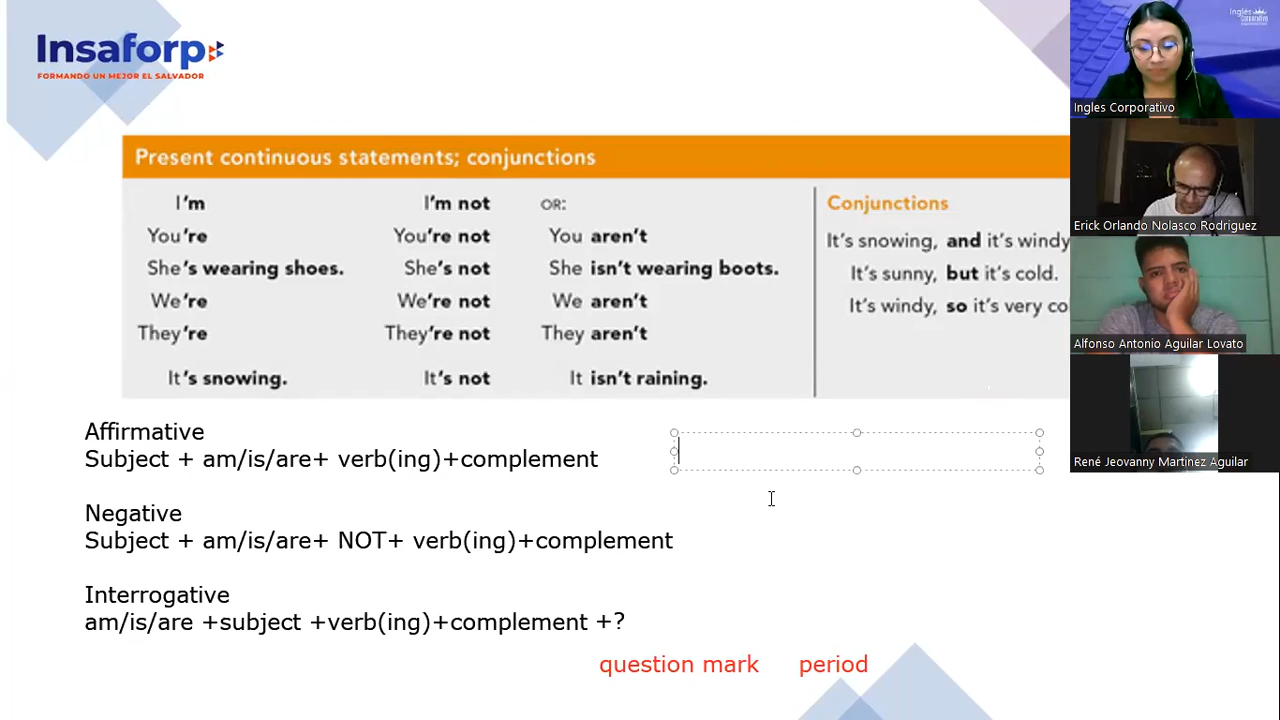 Insaforp
FORMANDO UN MEJOR EL SALVADOR
Present continuous statements; conjunctions
I'm I'm not OR:
You're You're not You aren't
She's wearing shoes. She's not She isn't wearing boots.
We're We're not We aren't
They're They're not They aren't
It's snowing. It's not It isn't raining.
Conjunctions
It's snowing, and it's windy
It's sunny, but it's cold.
It's windy, so it's very co
Affirmative
Subject + am/is/are+ verb(ing)+complement
Negative
Subject + am/is/are+ NOT+ verb(ing)+complement
Interrogative
am/is/are +subject +verb(ing)+complement +?
question mark period
Inglés
Corporativo
Ingles Corporativo
Erick Orlando Nolasco Rodriguez
Alfonso Antonio Aguilar Lovato
René Jeovanny Martinez Aguilar